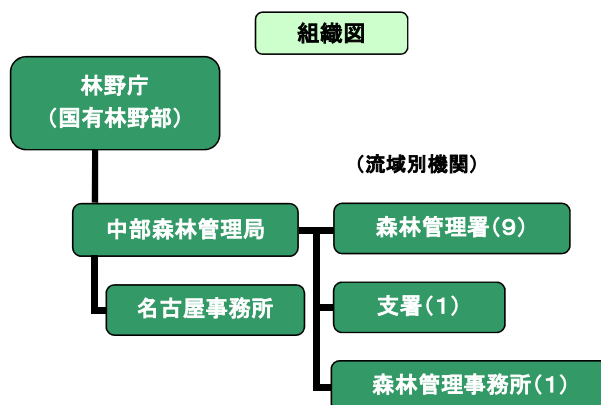 組織図
林野庁
（国有林野部）
（流域別機関）
中部森林管理局
森林管理署（９）
名古屋事務所
支署（１）
森林管理事務所（１）